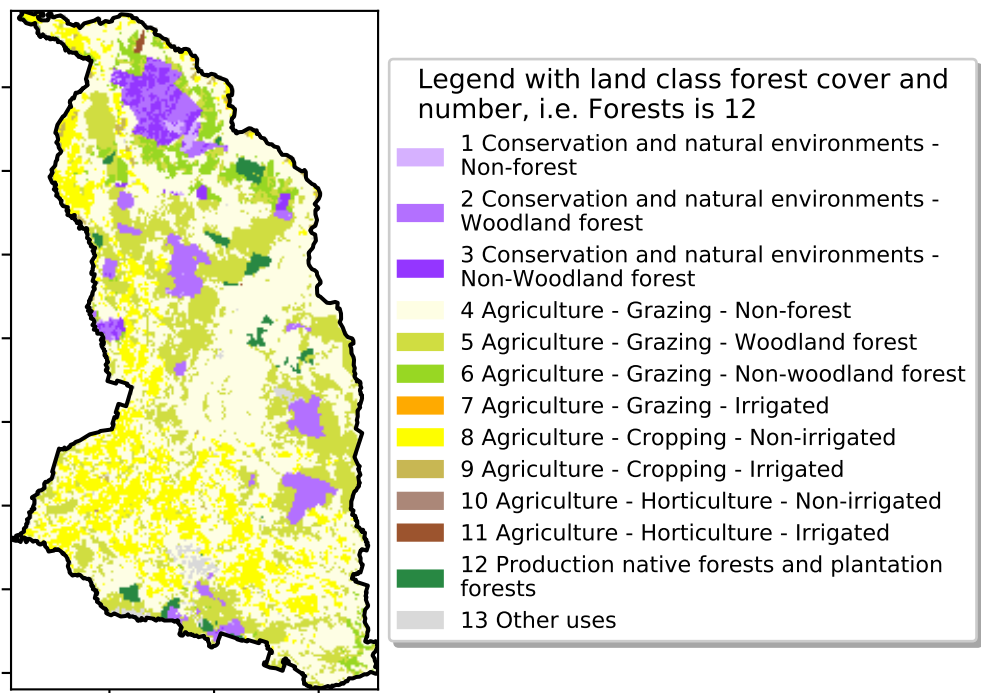 Legend with land class forest cover and
number, i.e. Forests is 12
1 Conservation and natural environments -
Non-forest
2 Conservation and natural environments -
Woodland forest
3 Conservation and natural environments -
Non-Woodland forest
4 Agriculture - Grazing - Non-forest
5 Agriculture - Grazing - Woodland forest
6 Agriculture - Grazing - Non-woodland forest
7 Agriculture - Grazing - Irrigated
8 Agriculture - Cropping - Non-irrigated
9 Agriculture - Cropping - Irrigated
10 Agriculture - Horticulture - Non-irrigated
11 Agriculture - Horticulture - Irrigated
12 Production native forests and plantation
forests
13 Other uses